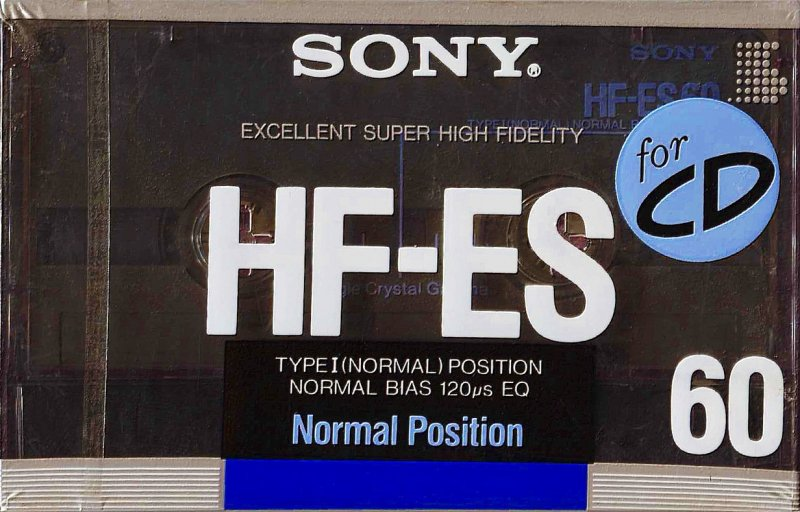 SONY®
SONY
HF-ES60
TYPE I (NORMAL) NORMAL
EXCELLENT SUPER HIGH FIDELITY
for
CD
HF-ES
Crystal
TYPE I (NORMAL) POSITION
NORMAL BIAS 120μs EQ
60
Normal Position